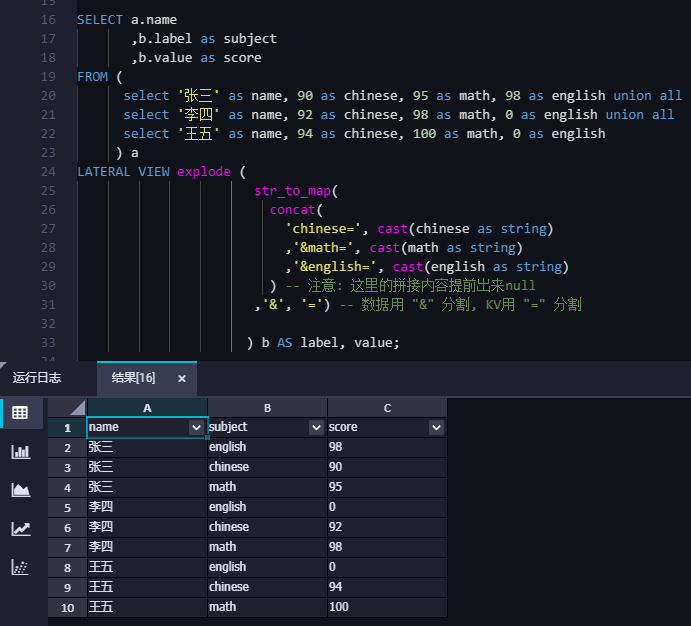 15
16 SELECT a.name
17 ,b.label as subject
18 ,b.value as score
19 FROM (
20 select '张三' as name, 90 as chinese, 95 as math, 98 as english union all
21 select '李四' as name, 92 as chinese, 98 as math, 0 as english union all
22 select '王五' as name, 94 as chinese, 100 as math, 0 as english
23 ) a
24 LATERAL VIEW explode (
25 str_to_map(
26 concat(
27 'chinese=', cast(chinese as string)
28 ,'&math=', cast(math as string)
29 ,'&english=', cast(english as string)
30 ) -- 注意: 这里的拼接内容提前出来null
31 ,'&', '=') -- 数据用 "&" 分割, KV用 "=" 分割
32
33 ) b AS label, value;
34
运行日志 结果[16] ×
A B C
1 name subject score
2 张三 english 98
3 张三 chinese 90
4 张三 math 95
5 李四 english 0
6 李四 chinese 92
7 李四 math 98
8 王五 english 0
9 王五 chinese 94
10 王五 math 100